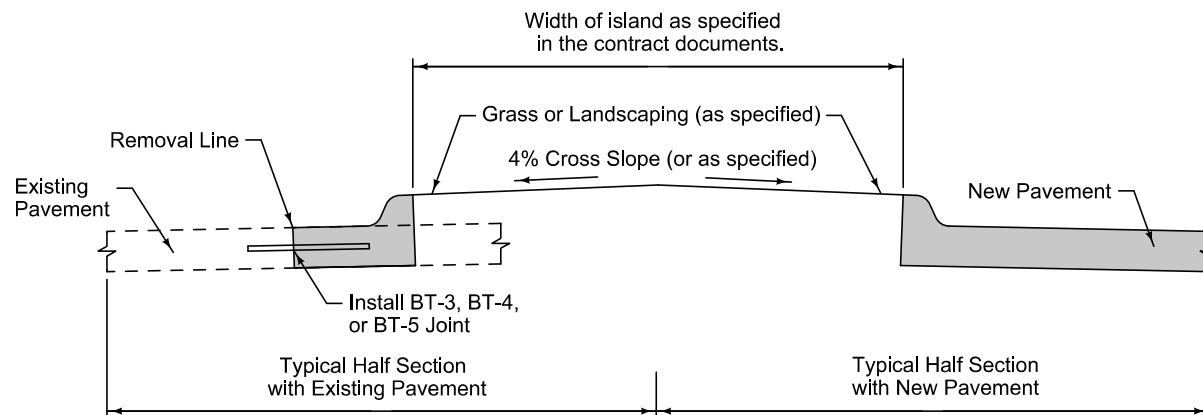 Width of island as specified
in the contract documents.
Grass or Landscaping (as specified)
Removal Line
4% Cross Slope (or as specified)
Existing
Pavement
New Pavement
Install BT-3, BT-4,
or BT-5 Joint
Typical Half Section
with Existing Pavement
Typical Half Section
with New Pavement